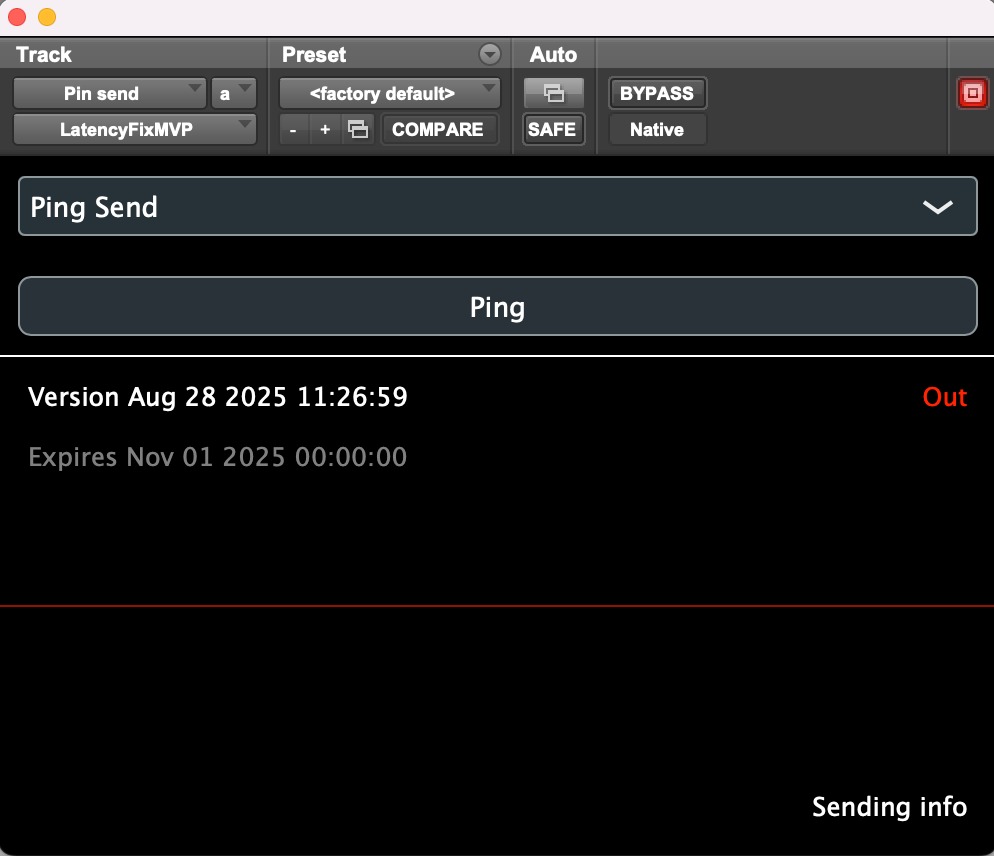 Track Preset Auto
Pin send a <factory default> BYPASS
LatencyFixMVP - + COMPARE SAFE Native
Ping Send
Ping
Version Aug 28 2025 11:26:59 Out
Expires Nov 01 2025 00:00:00
Sending info